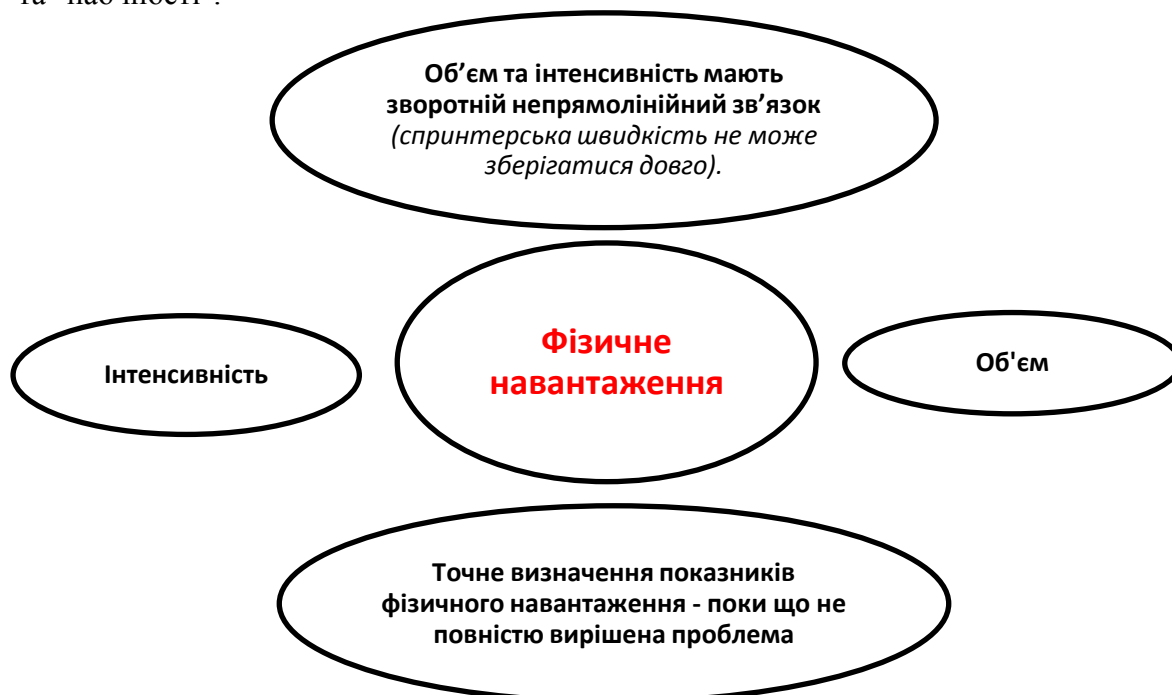 Об’єм та інтенсивність мають
зворотній непрямолінійний зв’язок
(спринтерська швидкість не може
зберігатися довго).
Інтенсивність
Фізичне
навантаження
Об'єм
Точне визначення показників
фізичного навантаження - поки що не
повністю вирішена проблема